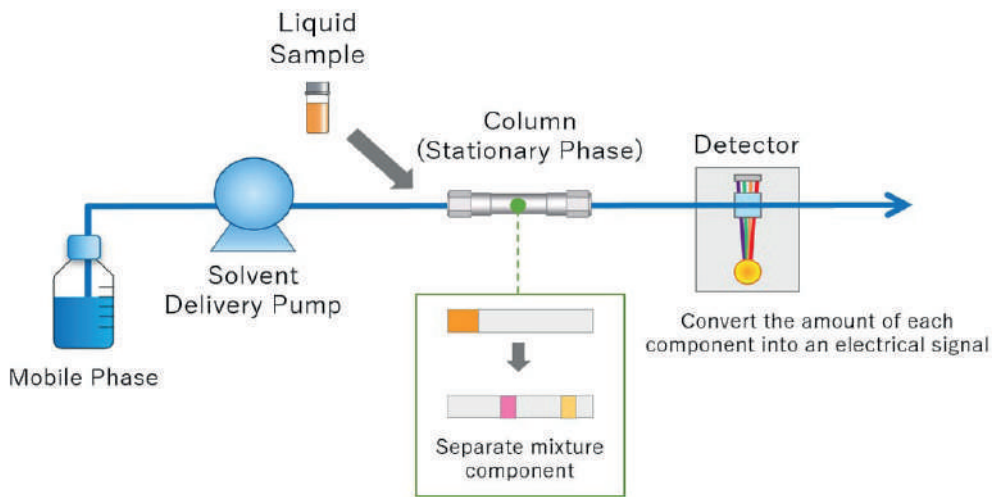 Liquid
Sample
Column
(Stationary Phase)
Detector
Solvent
Delivery Pump
Mobile Phase
Convert the amount of each
component into an electrical signal
Separate mixture
component